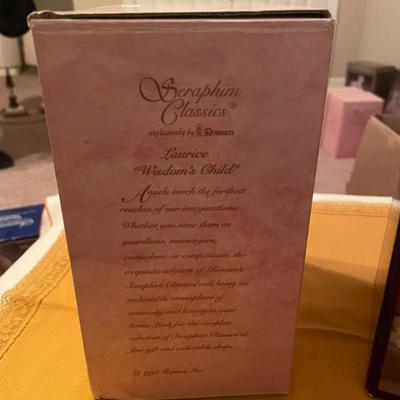 Seraphim
Classics®
exclusively by Roman
Laurice
"Wisdom's Child"
Angels touch the furthest
reaches of our imaginations.
Whether you view them as
guardians, messengers,
counselors, or companions, the
exquisite subjects of Roman's
Seraphim Classics will bring an
undeniable atmosphere of
creativity and beauty to your
home. Look for the complete
selection of Seraphim Classics at
fine gift and collectible shops.
© 1994 Roman, Inc.